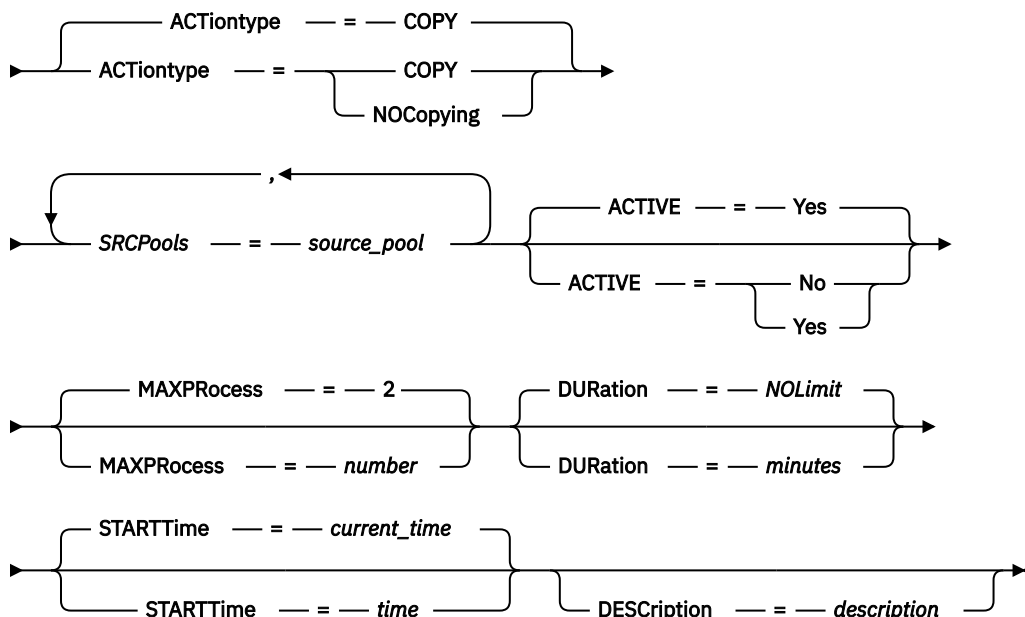 ACTiontype = COPY
ACTiontype = COPY
NOCopying
,
SRCPools = source_pool
ACTIVE = Yes
ACTIVE = No
Yes
MAXPRocess = 2
DURation = NOLimit
MAXPRocess = number
DURation = minutes
STARTTime = current_time
STARTTime = time
DESCription = description